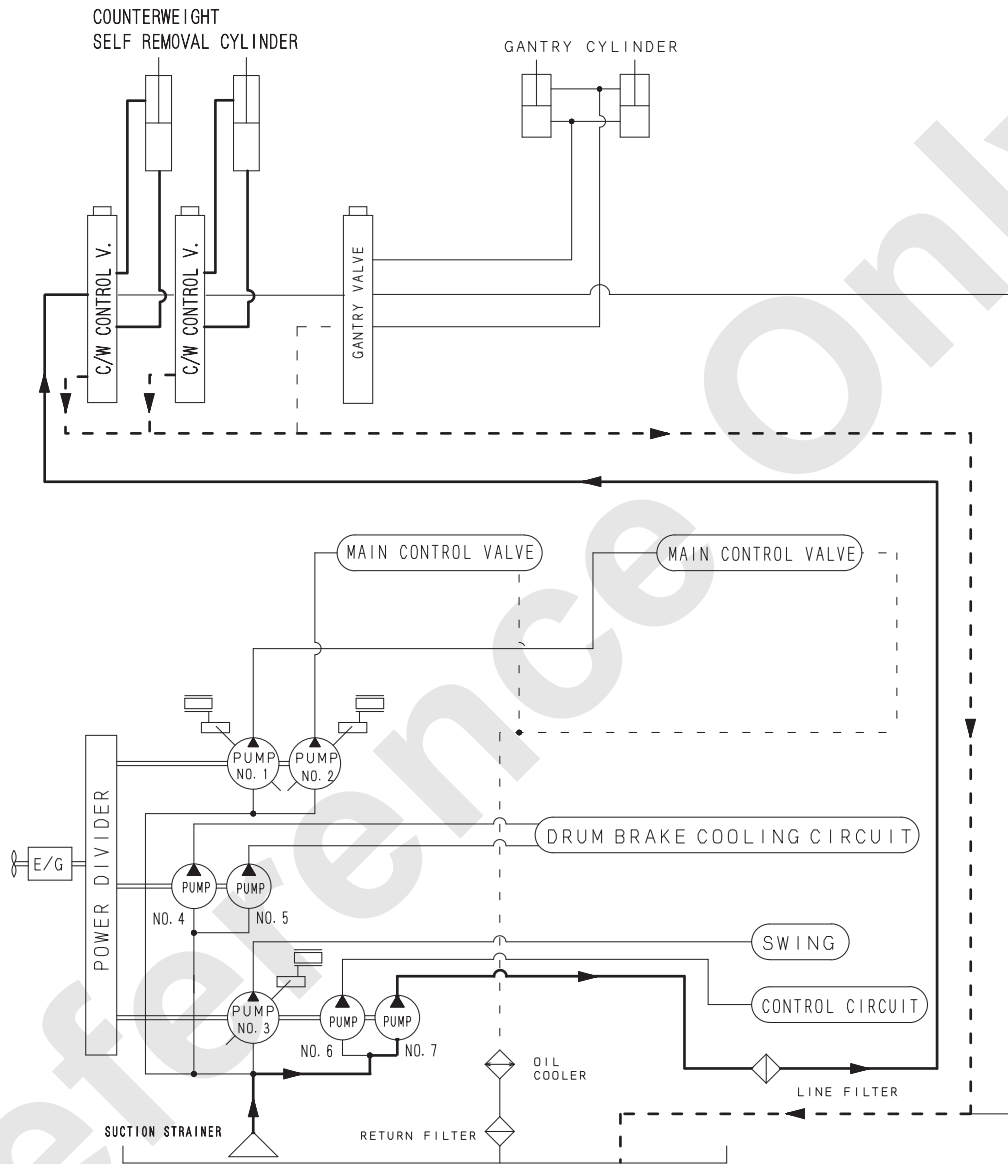 COUNTERWEIGHT
SELF REMOVAL CYLINDER
GANTRY CYLINDER
C/W CONTROL V.
C/W CONTROL V.
GANTRY VALVE
MAIN CONTROL VALVE
MAIN CONTROL VALVE
PUMP
NO. 1
PUMP
NO. 2
POWER DIVIDER
E/G
DRUM BRAKE COOLING CIRCUIT
PUMP
NO. 4
PUMP
NO. 5
SWING
PUMP
NO. 3
PUMP
NO. 6
PUMP
NO. 7
CONTROL CIRCUIT
OIL
COOLER
LINE FILTER
SUCTION STRAINER
RETURN FILTER
eference Only